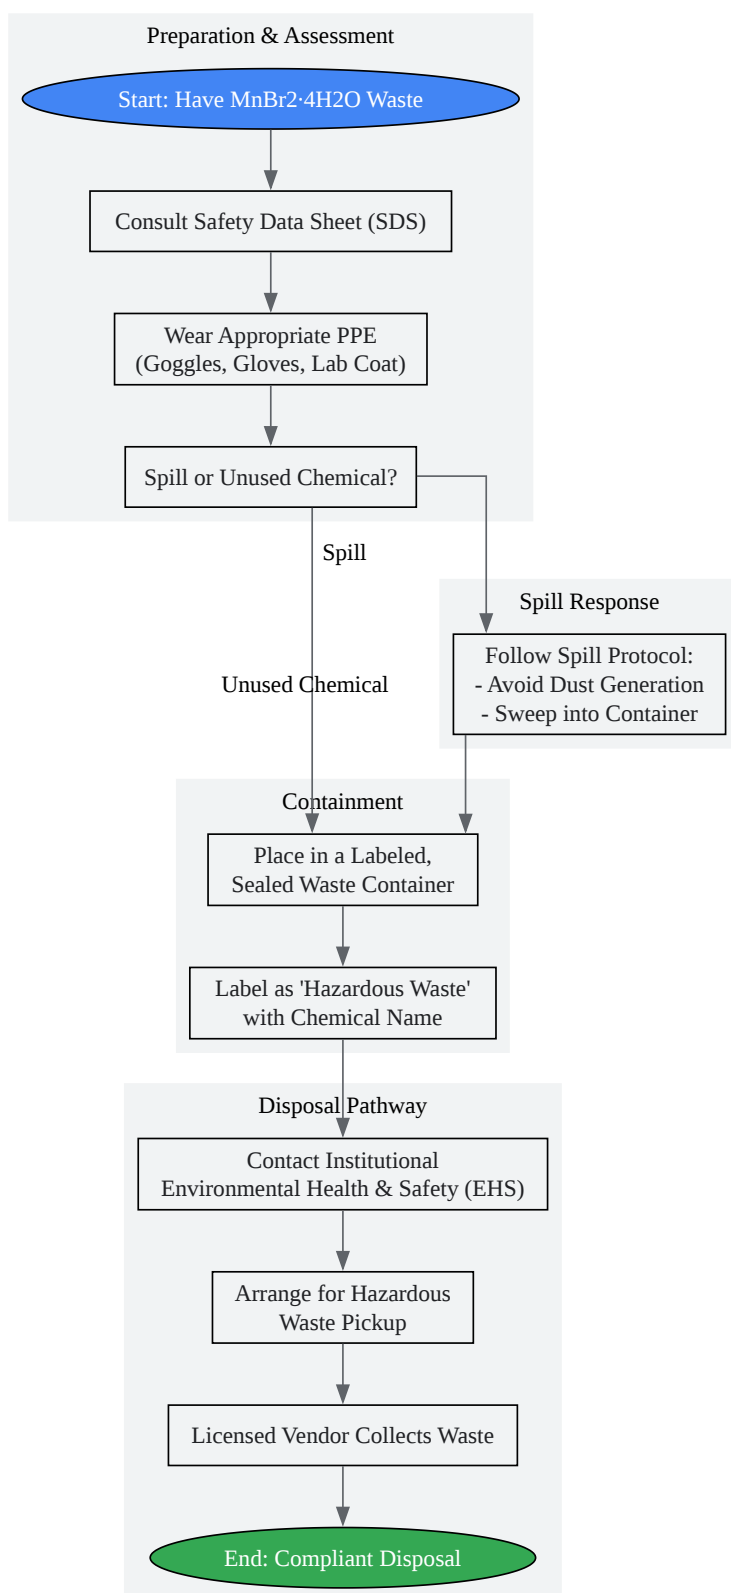 Preparation & Assessment
Start: Have MnBr2·4H2O Waste
Consult Safety Data Sheet (SDS)
Wear Appropriate PPE
(Goggles, Gloves, Lab Coat)
Spill or Unused Chemical?
Spill
Spill Response
Follow Spill Protocol:
- Avoid Dust Generation
- Sweep into Container
Unused Chemical
Containment
Place in a Labeled,
Sealed Waste Container
Label as 'Hazardous Waste'
with Chemical Name
Disposal Pathway
Contact Institutional
Environmental Health & Safety (EHS)
Arrange for Hazardous
Waste Pickup
Licensed Vendor Collects Waste
End: Compliant Disposal